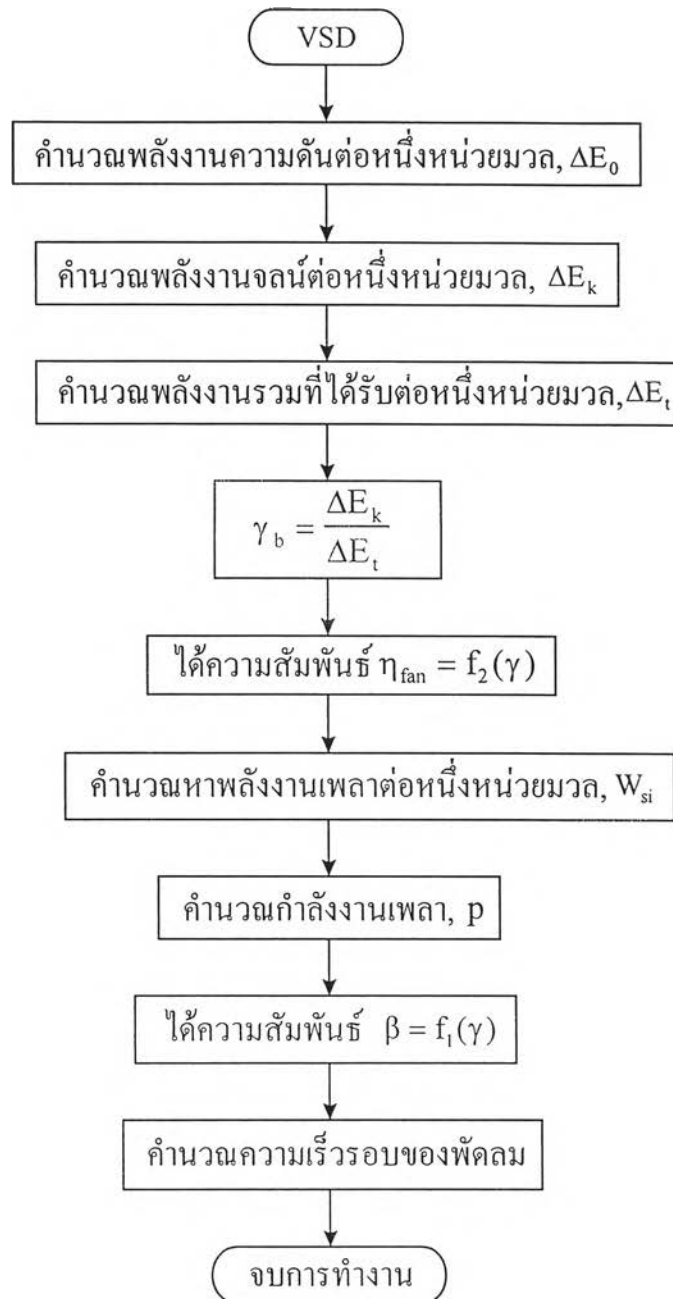 VSD
คำนวณพลังงานความดันต่อหนึ่งหน่วยมวล, ΔE₀
คำนวณพลังงานจลน์ต่อหนึ่งหน่วยมวล, ΔEₖ
คำนวณพลังงานรวมที่ได้รับต่อหนึ่งหน่วยมวล,ΔEₜ
γ_b = ΔEₖ / ΔEₜ
ได้ความสัมพันธ์ η_fan = f₂(γ)
คำนวณหาพลังงานเพลาต่อหนึ่งหน่วยมวล, W_si
คำนวณกำลังงานเพลา, p
ได้ความสัมพันธ์ β = f₁(γ)
คำนวณความเร็วรอบของพัดลม
จบการทำงาน